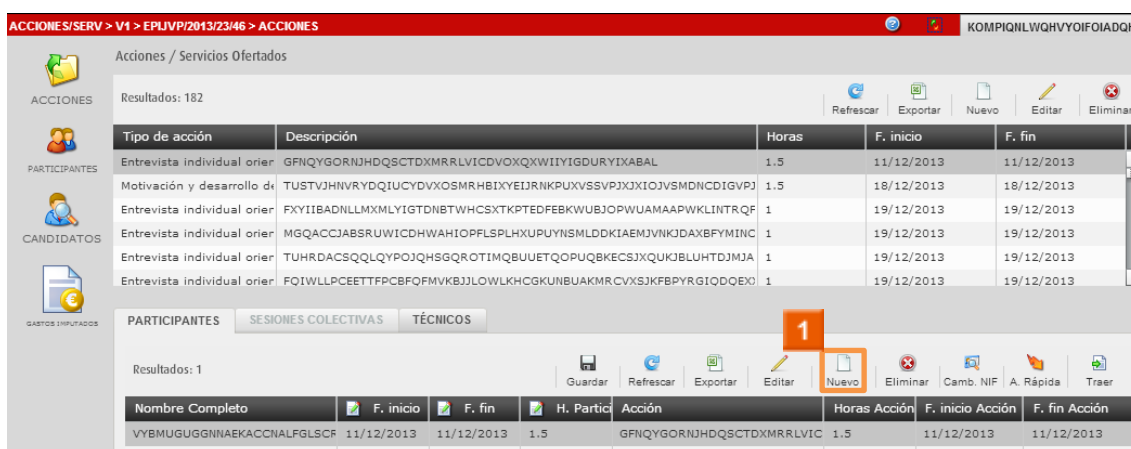 ACCIONES/SERV > V1 > EPIJVP/2013/23/46 > ACCIONES KOMPIQNLWQHVYOIFOIADQH
Acciones / Servicios Ofertados
ACCIONES
Resultados: 182
Refrescar Exportar Nuevo Editar Eliminar
Tipo de acción Descripción Horas F. inicio F. fin
Entrevista individual orier GFNQYGORNJHDQSCTDXMRRLVICDVOXQXWIIYIGDURYIXABAL 1.5 11/12/2013 11/12/2013
PARTICIPANTES
Motivación y desarrollo de TUSTVJHNVRYDQIUCYDVXOSMRHBIXYEIJRNKPUXVSSVPJXJXIOJVSMDNCDIGVPJ 1.5 18/12/2013 18/12/2013
Entrevista individual orier FXYIIBADNLLMXMLYIGTDNBTWHCSXTKPTEDFEBKWUBJOPWUAMAAPWKLINTRQF 1 19/12/2013 19/12/2013
CANDIDATOS
Entrevista individual orier MGQACCJABSRUWICDHWAHIOPFLSPLHXUPUYNSMLDDKIAEMJVNKJDAXBFYMINC 1 19/12/2013 19/12/2013
Entrevista individual orier TUHRDACSQQLQYPOJQHSGQROTIMQBUUETQOPUQBKECSJXQUKJBLUHTDJMJA 1 19/12/2013 19/12/2013
Entrevista individual orier FQIWLLPCEETTFPCBFQFMVKBJJLOWLKHCGKUNBUAKMRCVXSJKFBPYRGIQDQEX 1 19/12/2013 19/12/2013
GASTOS IMPUTADOS
PARTICIPANTES SESIONES COLECTIVAS TÉCNICOS
1
Resultados: 1
Guardar Refrescar Exportar Editar Nuevo Eliminar Camb. NIF A. Rápida Traer
Nombre Completo F. inicio F. fin H. Partici Acción Horas Acción F. inicio Acción F. fin Acción
VYBMUGUGGNNAEKACCNALFGLSCF 11/12/2013 11/12/2013 1.5 GFNQYGORNJHDQSCTDXMRRLVIC 1.5 11/12/2013 11/12/2013